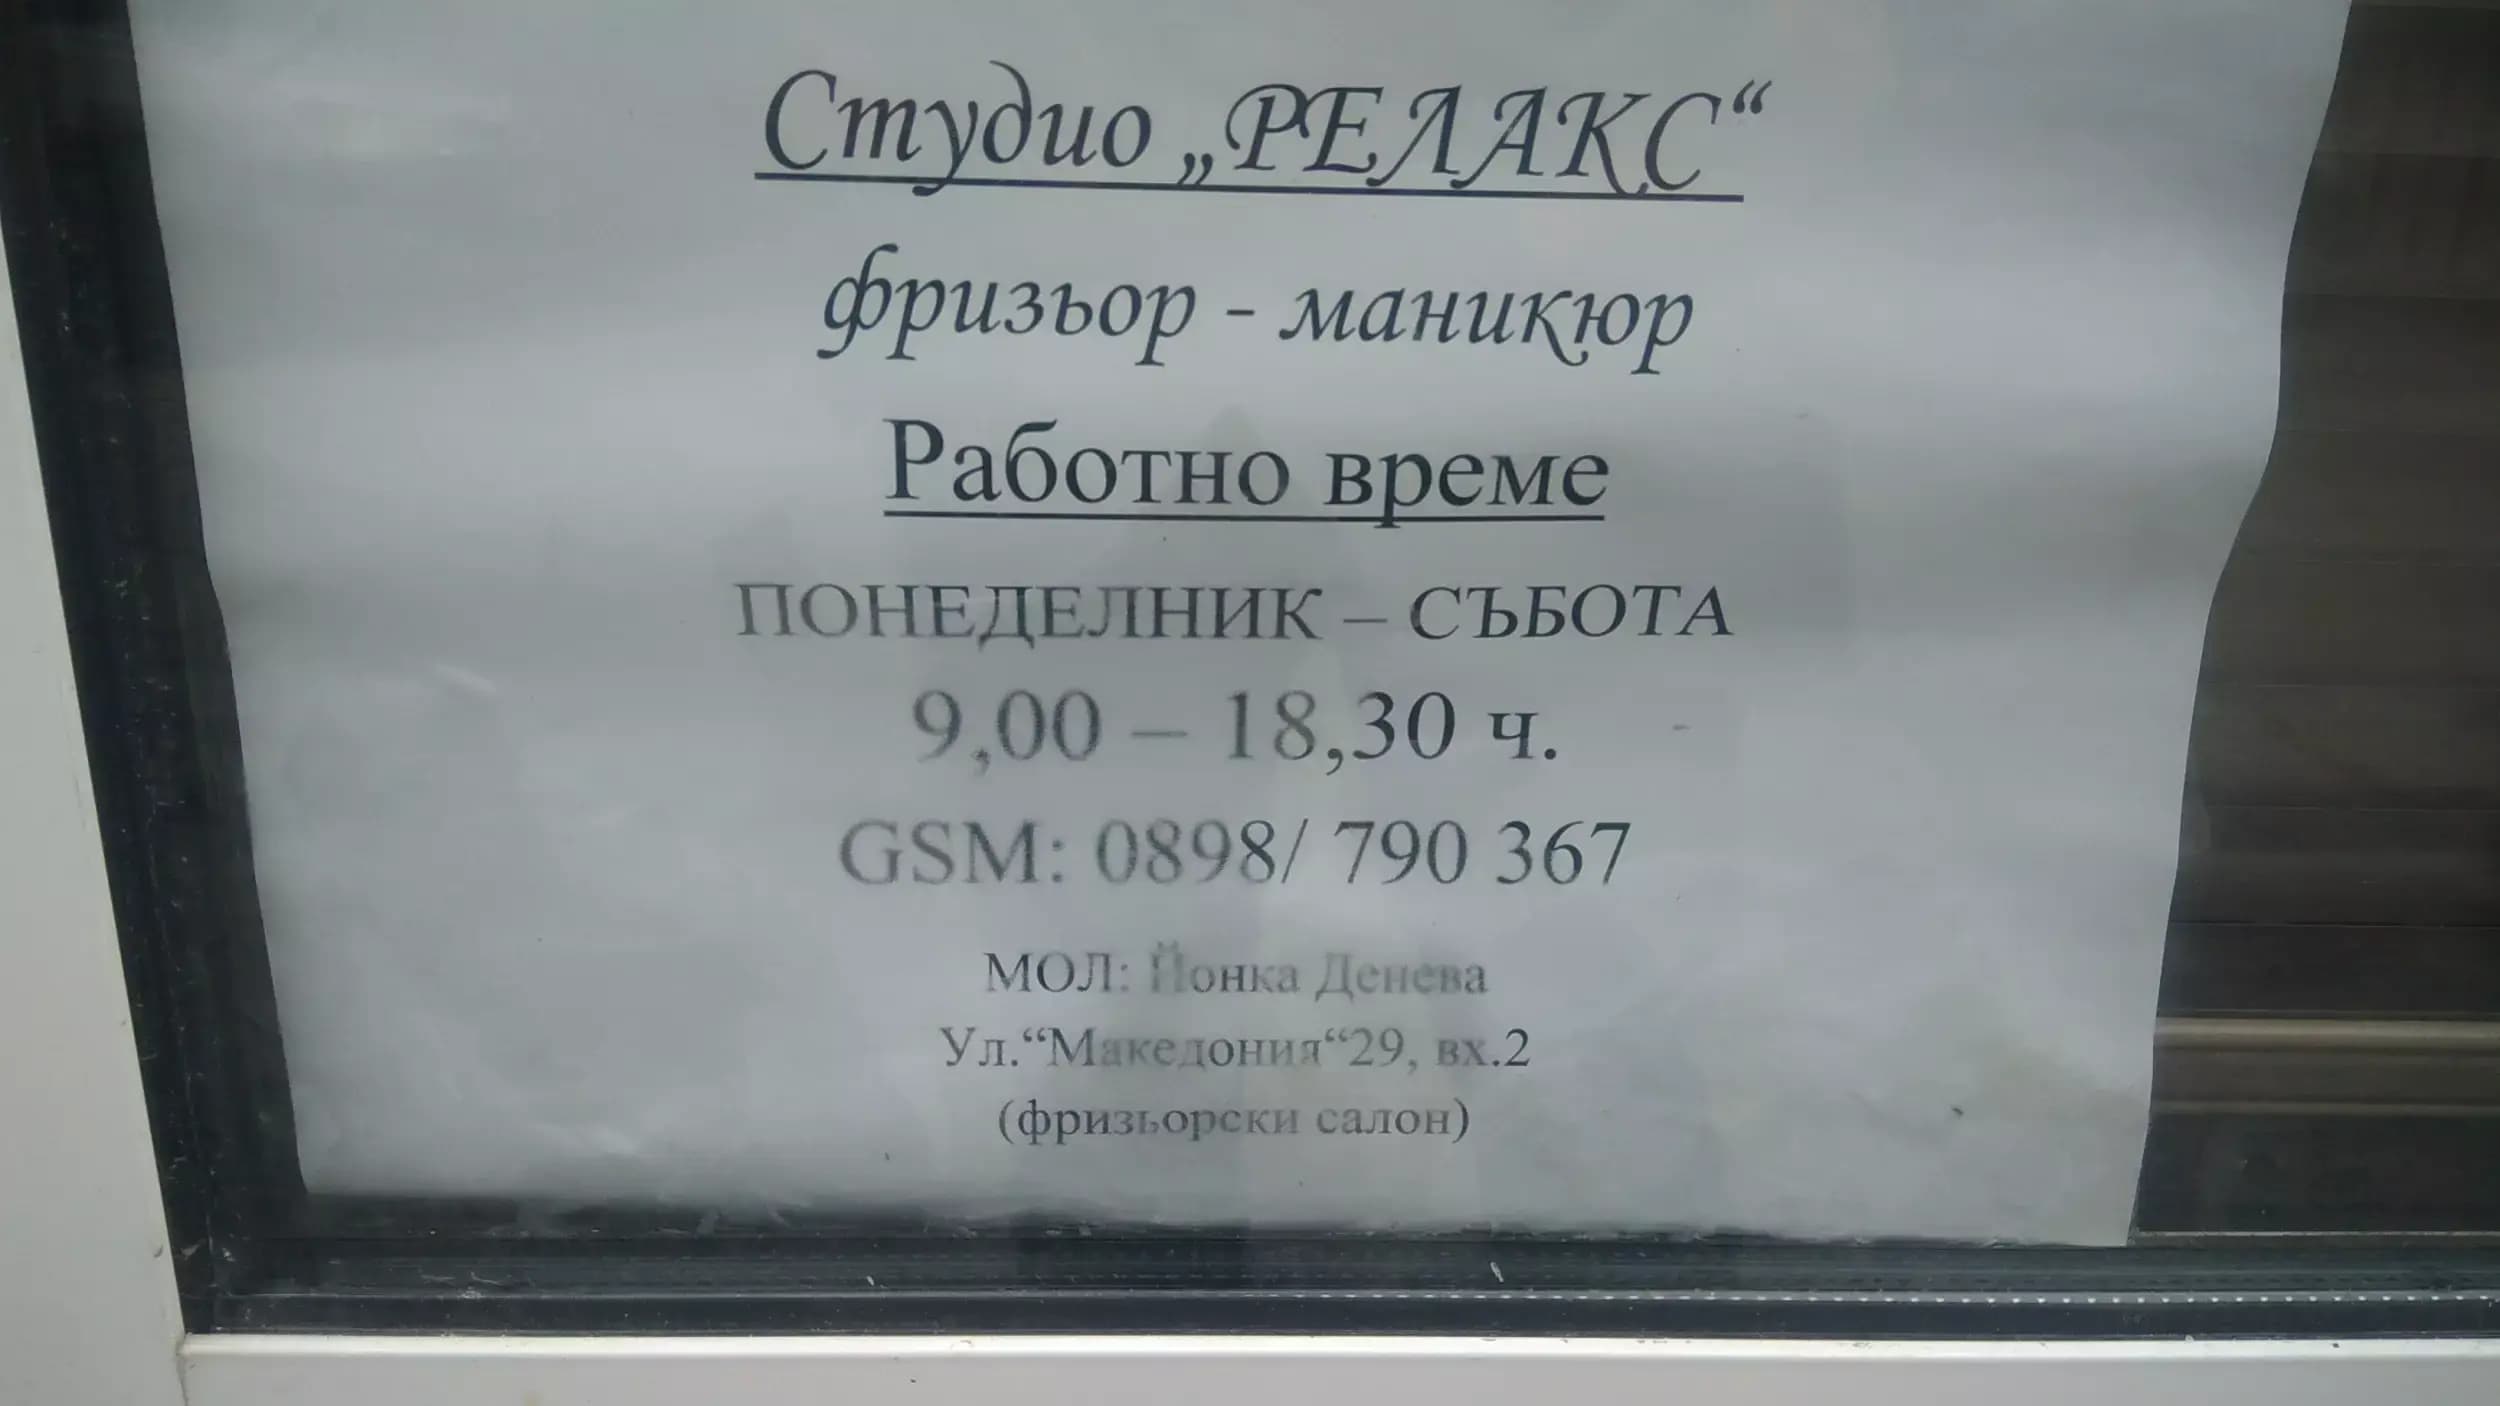 Студио „РЕЛАКС“
фризьор - маникюр
Работно време
ПОНЕДЕЛНИК – СЪБОТА
9,00 – 18,30 ч.
GSM: 0898/ 790 367
МОЛ: Йонка Денева
Ул.“Македония“29, вх.2
(фризьорски салон)